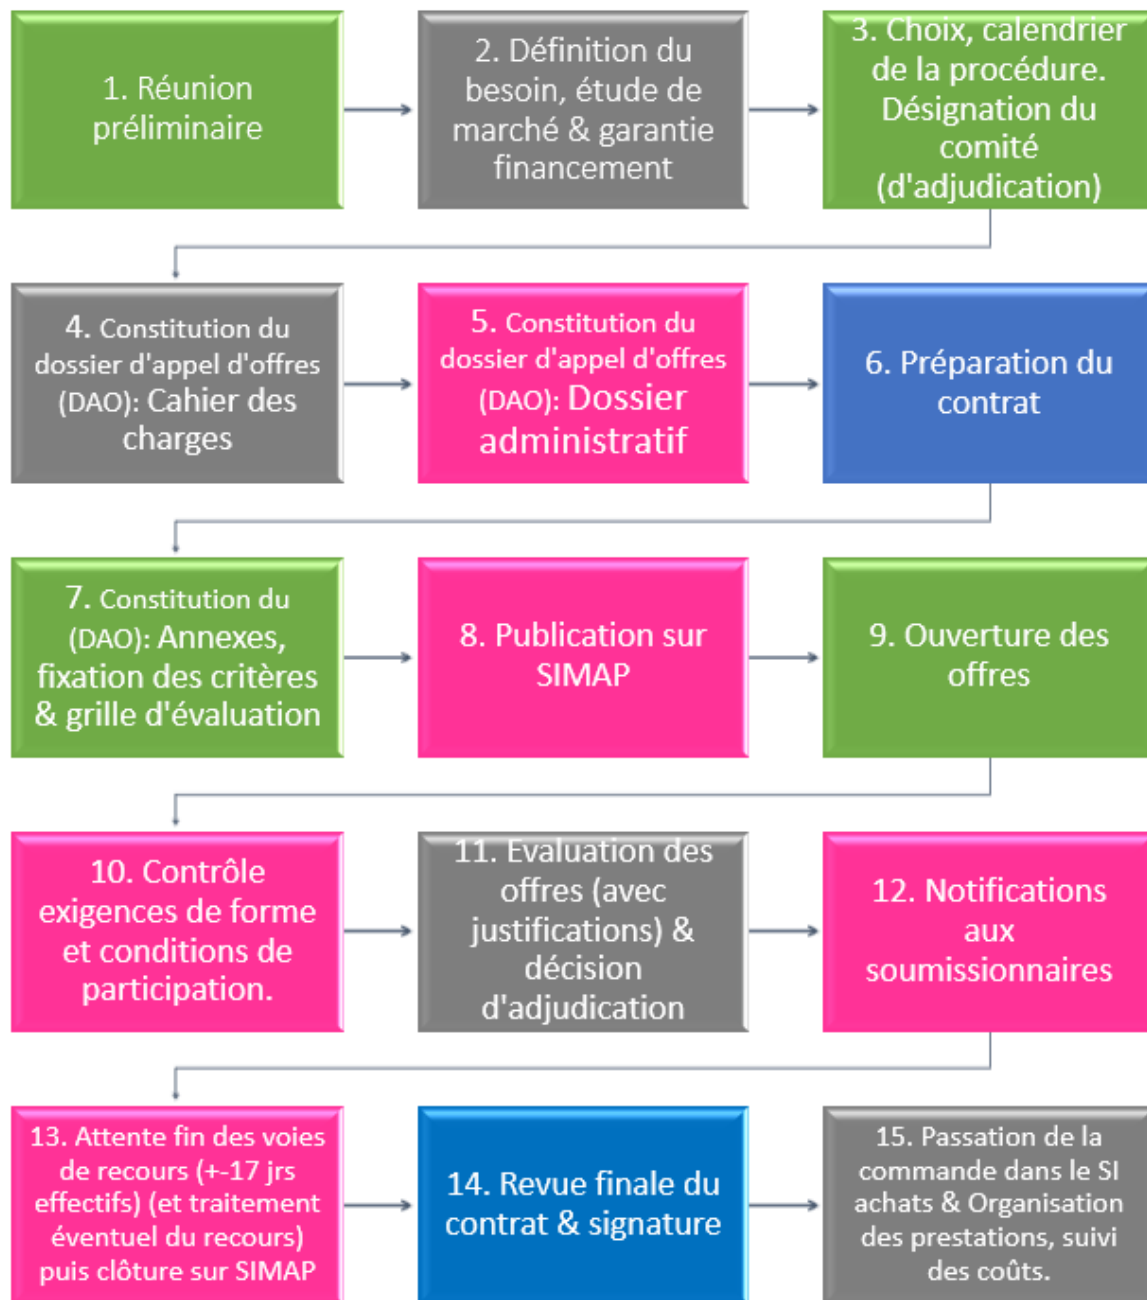 1. Réunion
préliminaire
2. Définition du
besoin, étude de
marché & garantie
financement
3. Choix, calendrier
de la procédure.
Désignation du
comité
(d'adjudication)
4. Constitution du
dossier d'appel d'offres
(DAO): Cahier des
charges
5. Constitution du
dossier d'appel d'offres
(DAO): Dossier
administratif
6. Préparation du
contrat
7. Constitution du
(DAO): Annexes,
fixation des critères
& grille d'évaluation
8. Publication sur
SIMAP
9. Ouverture des
offres
10. Contrôle
exigences de forme
et conditions de
participation.
11. Evaluation des
offres (avec
justifications) &
décision
d'adjudication
12. Notifications
aux
soumissionnaires
13. Attente fin des voies
de recours (+-17 jrs
effectifs) (et traitement
éventuel du recours)
puis clôture sur SIMAP
14. Revue finale du
contrat & signature
15. Passation de la
commande dans le SI
achats & Organisation
des prestations, suivi
des coûts.